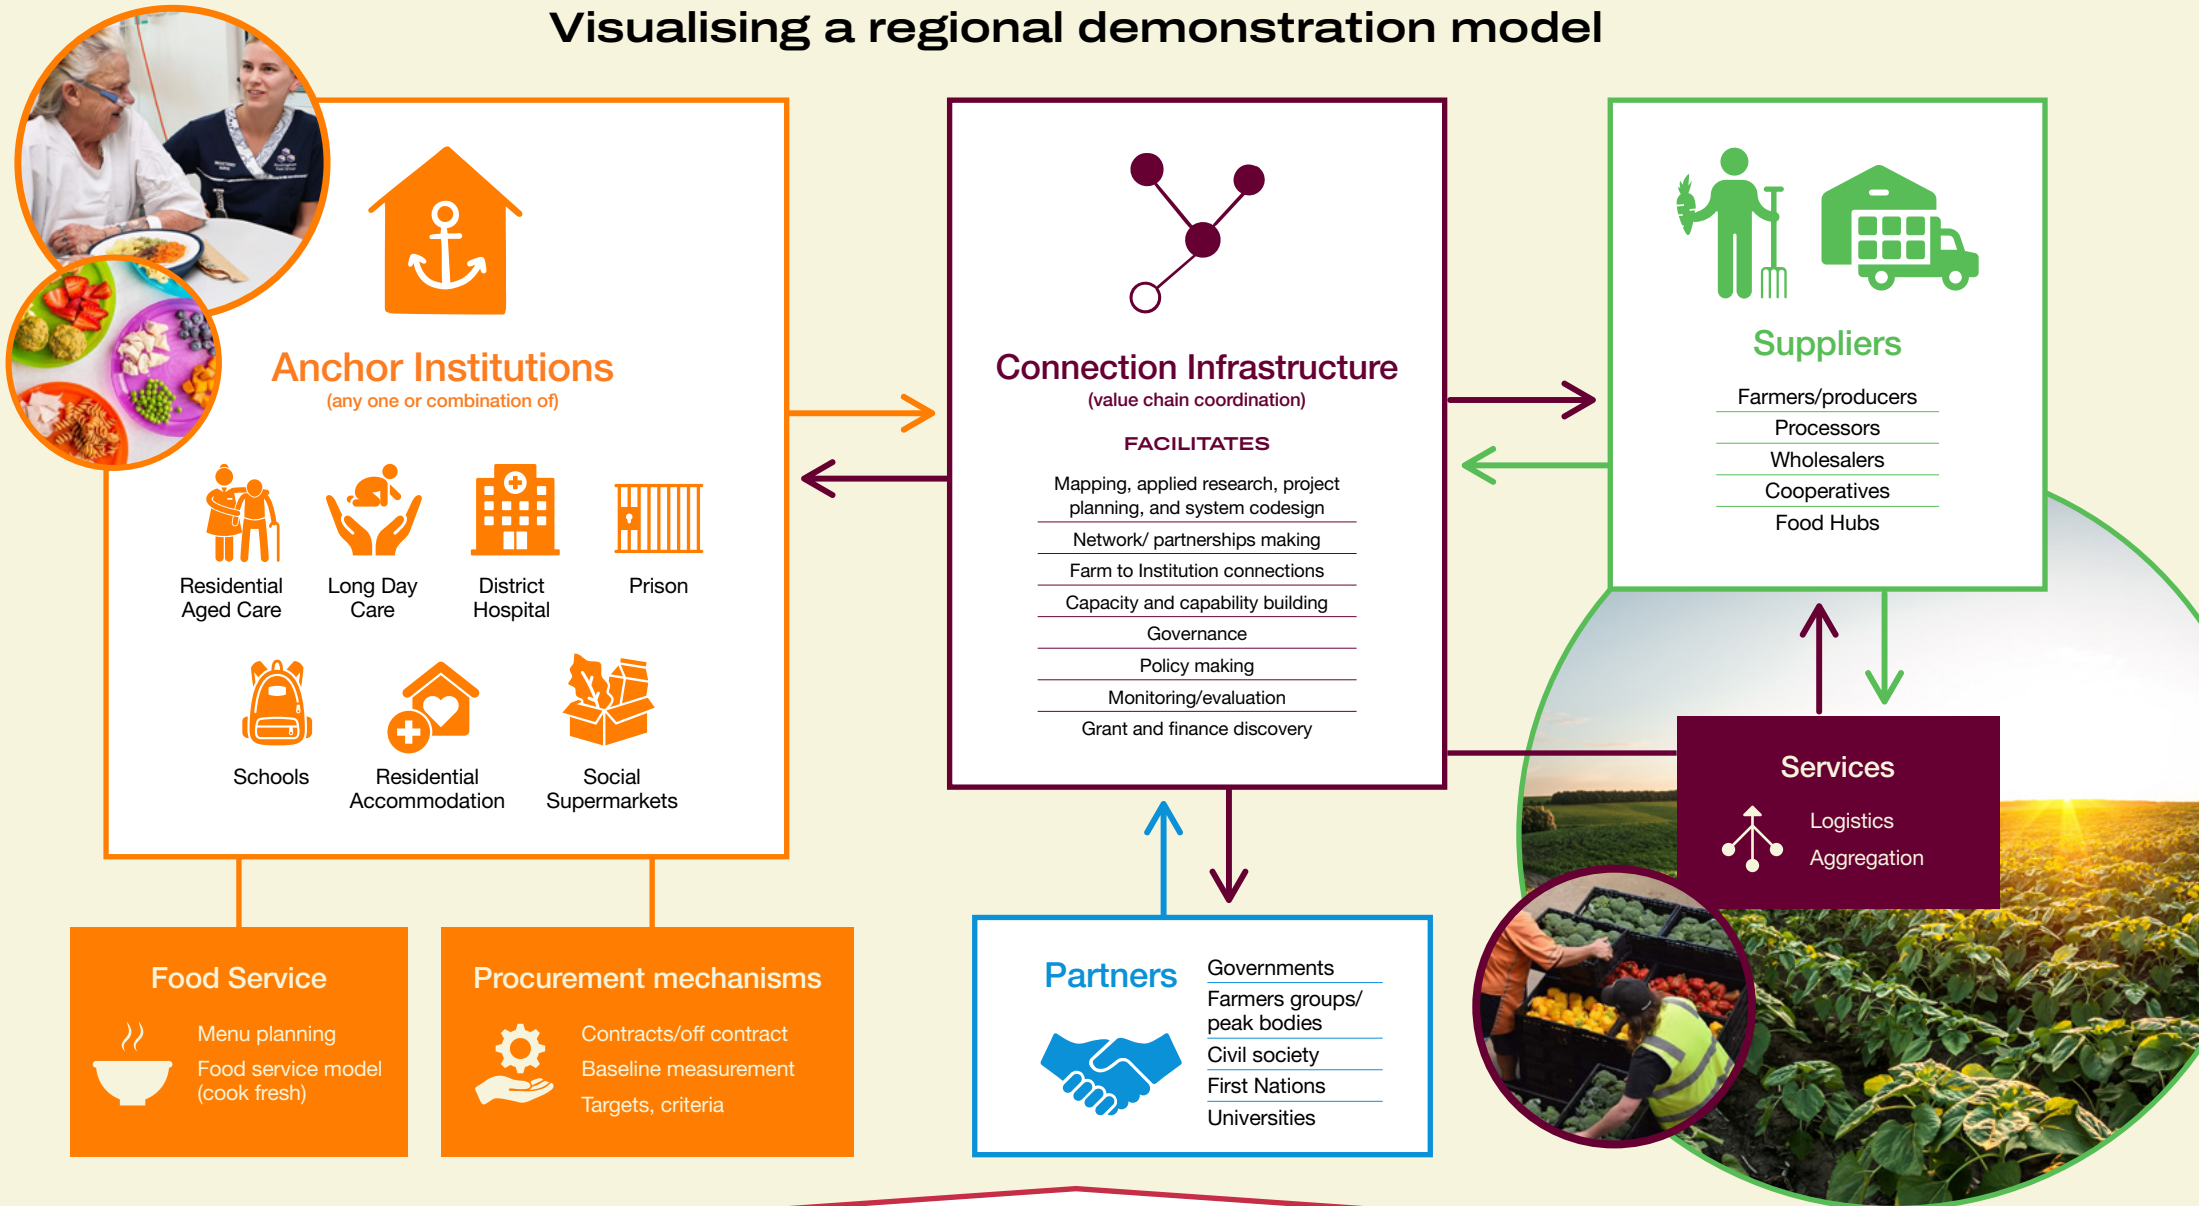 Visualising a regional demonstration model
Anchor Institutions
(any one or combination of)
Residential
Aged Care
Long Day
Care
District
Hospital
Prison
Schools
Residential
Accommodation
Social
Supermarkets
Food Service
Menu planning
Food service model
(cook fresh)
Procurement mechanisms
Contracts/off contract
Baseline measurement
Targets, criteria
Connection Infrastructure
(value chain coordination)
FACILITATES
Mapping, applied research, project
planning, and system codesign
Network/ partnerships making
Farm to Institution connections
Capacity and capability building
Governance
Policy making
Monitoring/evaluation
Grant and finance discovery
Partners
Governments
Farmers groups/
peak bodies
Civil society
First Nations
Universities
Suppliers
Farmers/producers
Processors
Wholesalers
Cooperatives
Food Hubs
Services
Logistics
Aggregation